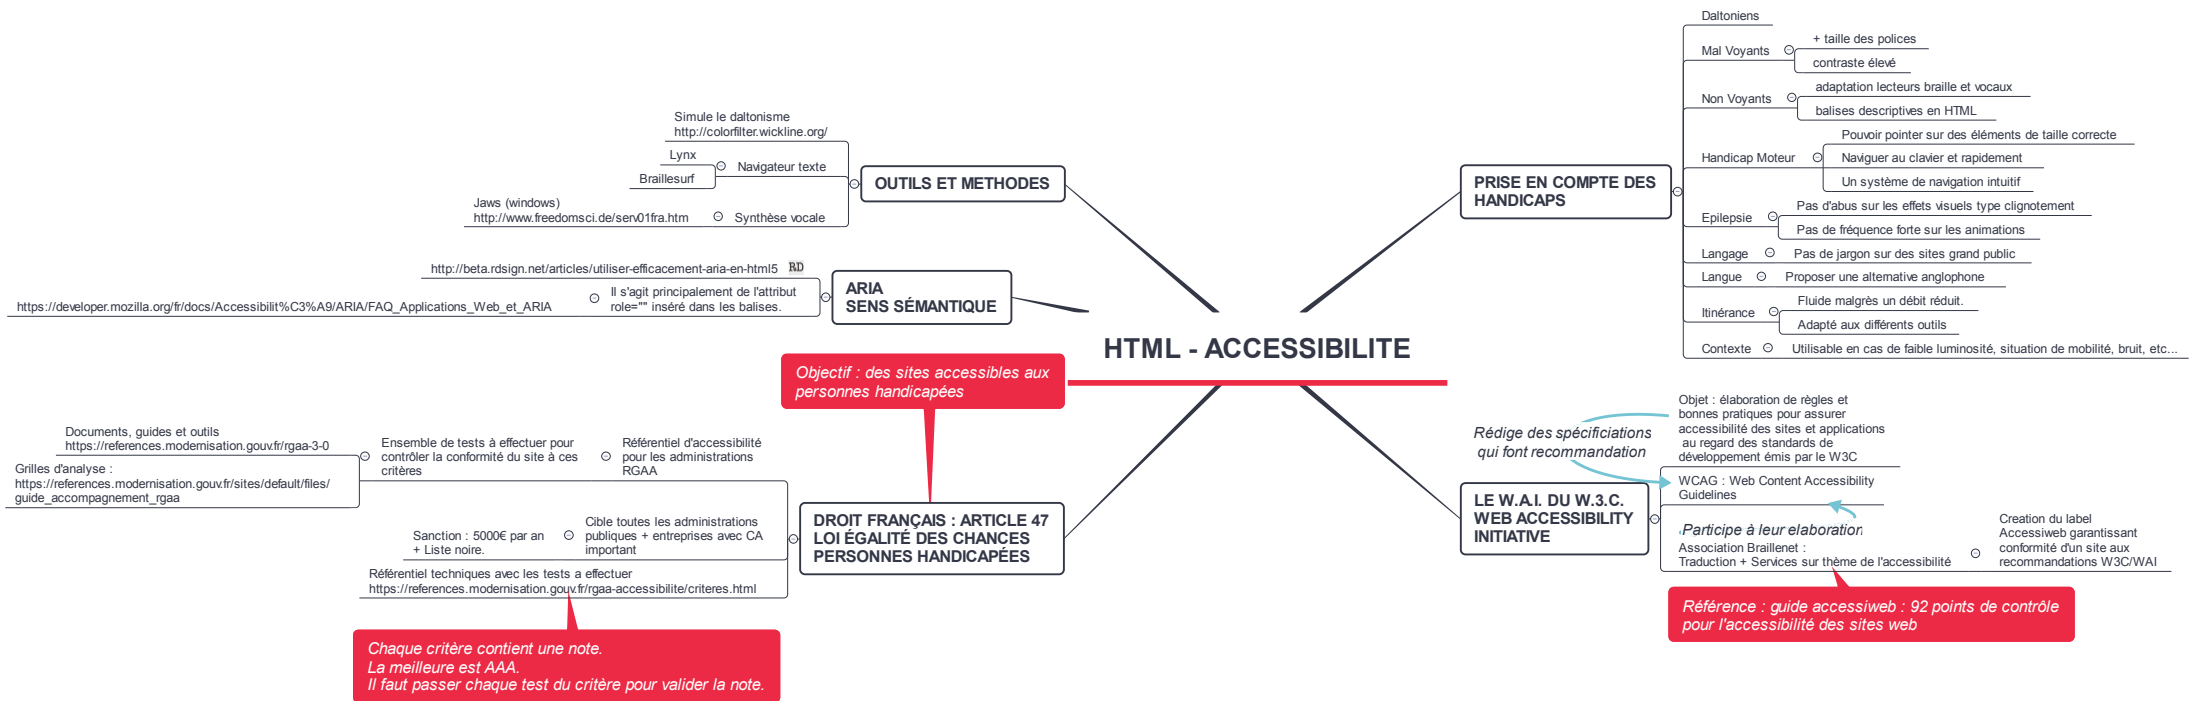 HTML - ACCESSIBILITE
PRISE EN COMPTE DES
HANDICAPS
Daltoniens
Mal Voyants
+ taille des polices
contraste élevé
Non Voyants
adaptation lecteurs braille et vocaux
balises descriptives en HTML
Handicap Moteur
Pouvoir pointer sur des éléments de taille correcte
Naviguer au clavier et rapidement
Un système de navigation intuitif
Epilepsie
Pas d'abus sur les effets visuels type clignotement
Pas de fréquence forte sur les animations
Langage
Pas de jargon sur des sites grand public
Langue
Proposer une alternative anglophone
Itinérance
Fluide malgrès un débit réduit.
Adapté aux différents outils
Contexte
Utilisable en cas de faible luminosité, situation de mobilité, bruit, etc...
LE W.A.I. DU W.3.C.
WEB ACCESSIBILITY
INITIATIVE
Objet : élaboration de règles et
bonnes pratiques pour assurer
accessibilité des sites et applications
au regard des standards de
développement émis par le W3C
Rédige des spécificiations
qui font recommandation
WCAG : Web Content Accessibility
Guidelines
Participe à leur elaboration
Association Braillenet :
Traduction + Services sur thème de l'accessibilité
Creation du label
Accessiweb garantissant
conformité d'un site aux
recommandations W3C/WAI
Référence : guide accessiweb : 92 points de contrôle
pour l'accessibilité des sites web
OUTILS ET METHODES
Simule le daltonisme
http://colorfilter.wickline.org/
Navigateur texte
Lynx
Braillesurf
Synthèse vocale
Jaws (windows)
http://www.freedomsci.de/serv01fra.htm
ARIA
SENS SÉMANTIQUE
http://beta.rdsign.net/articles/utiliser-efficacement-aria-en-html5 RD
Il s'agit principalement de l'attribut
role="" inséré dans les balises.
https://developer.mozilla.org/fr/docs/Accessibilit%C3%A9/ARIA/FAQ_Applications_Web_et_ARIA
Objectif : des sites accessibles aux
personnes handicapées
DROIT FRANÇAIS : ARTICLE 47
LOI ÉGALITÉ DES CHANCES
PERSONNES HANDICAPÉES
Référentiel d'accessibilité
pour les administrations
RGAA
Ensemble de tests à effectuer pour
contrôler la conformité du site à ces
critères
Documents, guides et outils
https://references.modernisation.gouv.fr/rgaa-3-0
Grilles d'analyse :
https://references.modernisation.gouv.fr/sites/default/files/
guide_accompagnement_rgaa
Cible toutes les administrations
publiques + entreprises avec CA
important
Sanction : 5000€ par an
+ Liste noire.
Référentiel techniques avec les tests a effectuer
https://references.modernisation.gouv.fr/rgaa-accessibilite/criteres.html
Chaque critère contient une note.
La meilleure est AAA.
Il faut passer chaque test du critère pour valider la note.